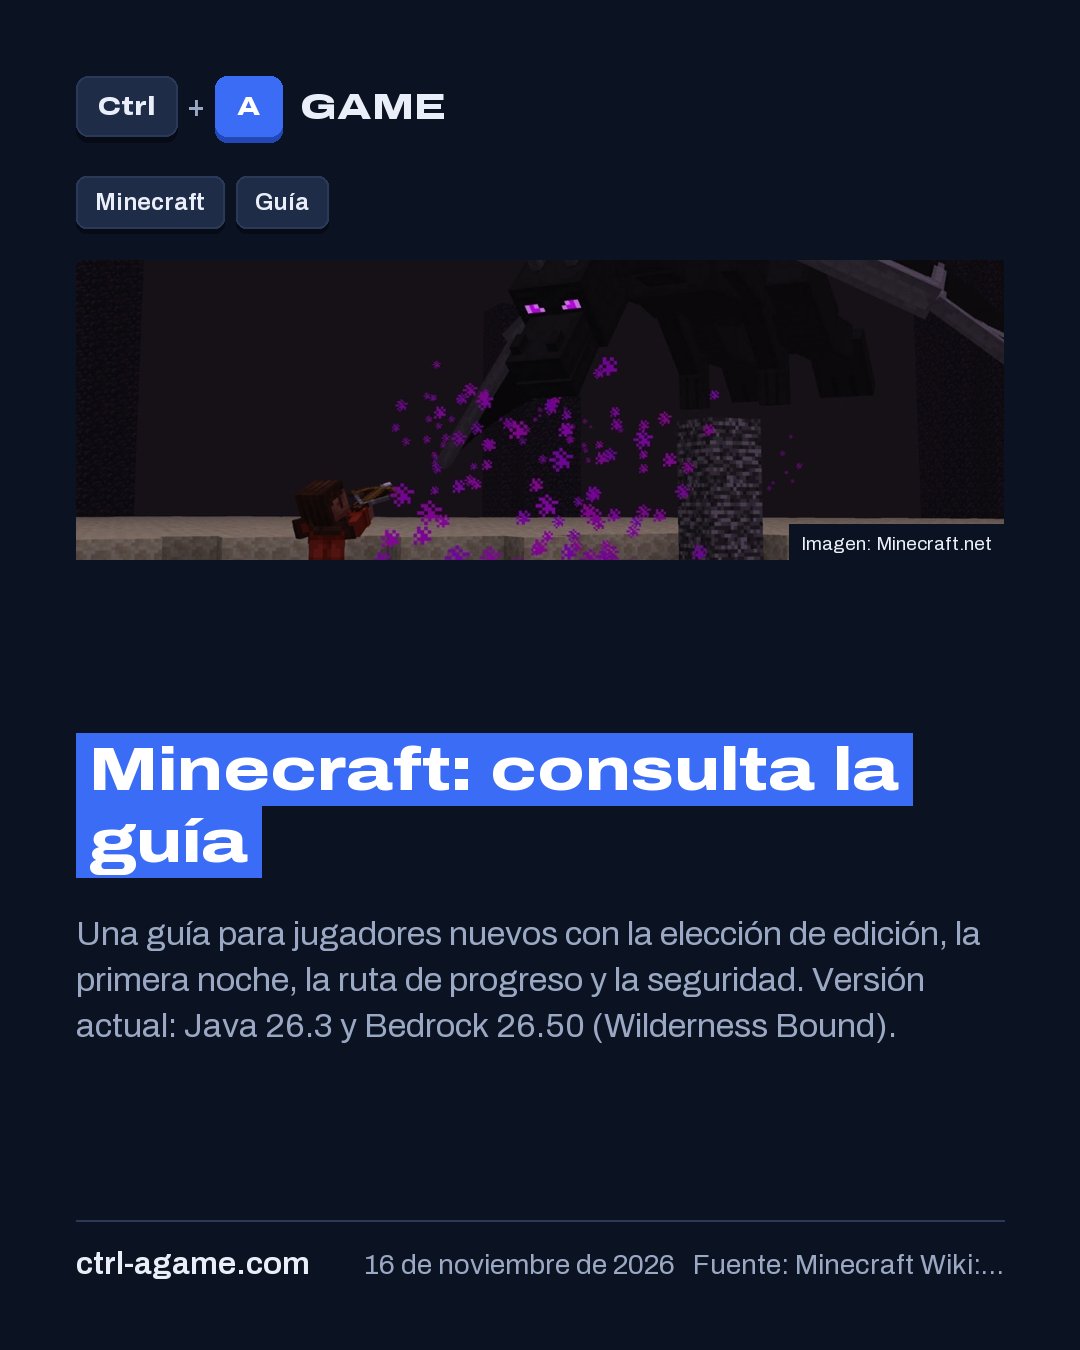 Ctrl + A GAME
Minecraft Guía
Imagen: Minecraft.net
Minecraft: consulta la
guía
Una guía para jugadores nuevos con la elección de edición, la
primera noche, la ruta de progreso y la seguridad. Versión
actual: Java 26.3 y Bedrock 26.50 (Wilderness Bound).
ctrl-agame.com 16 de noviembre de 2026 Fuente: Minecraft Wiki:...